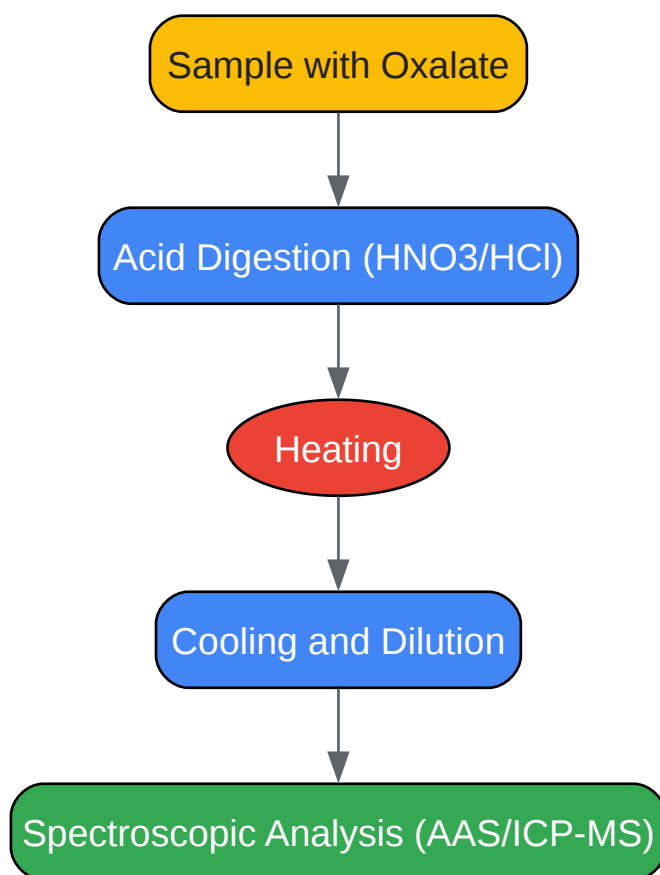 Sample with Oxalate
Acid Digestion (HNO3/HCl)
Heating
Cooling and Dilution
Spectroscopic Analysis (AAS/ICP-MS)